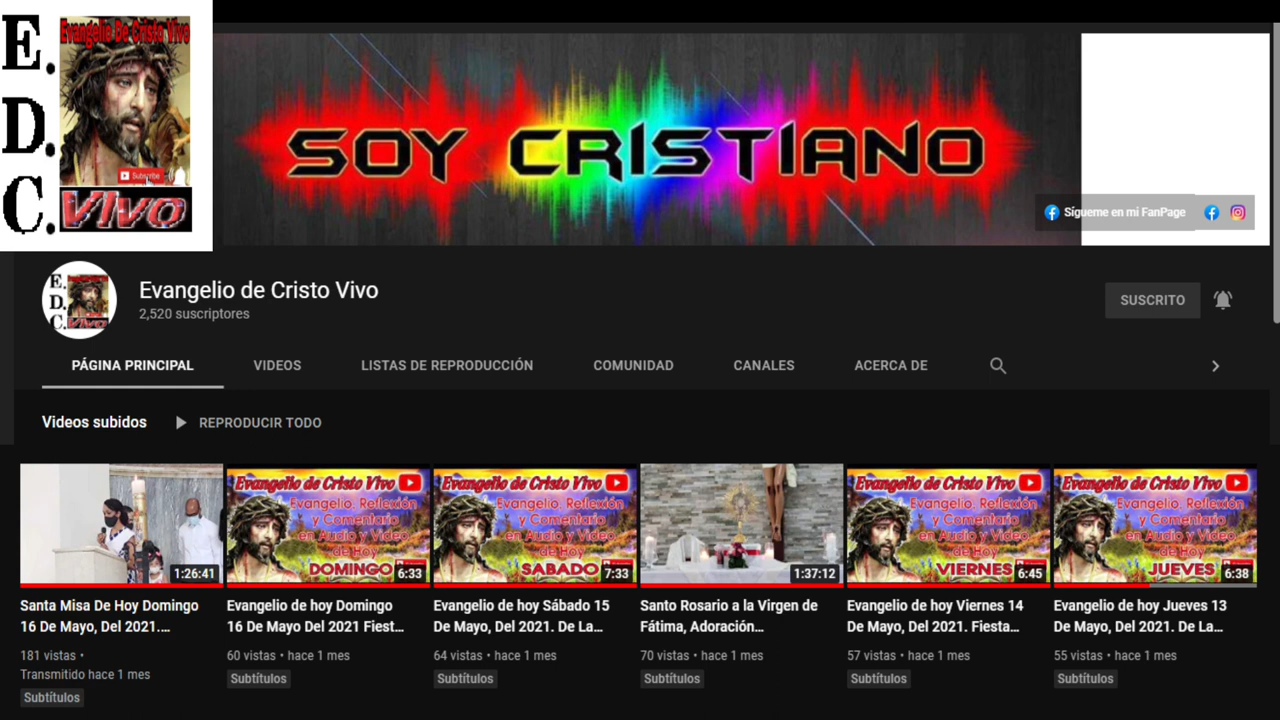 E.
D.
C.
Evangelio De Cristo Vivo
Subscribe
Vivo
SOY CRISTIANO
Sígueme en mi FanPage
E.
D.
C.
Vivo
Evangelio de Cristo Vivo
2,520 suscriptores
SUSCRITO
PÁGINA PRINCIPAL VIDEOS LISTAS DE REPRODUCCIÓN COMUNIDAD CANALES ACERCA DE
Videos subidos REPRODUCIR TODO
1:26:41
Santa Misa De Hoy Domingo
16 De Mayo, Del 2021....
181 vistas •
Transmitido hace 1 mes
Subtítulos
Evangelio de Cristo Vivo
Evangelio, Reflexión
y Comentario
en Audio y Video
de Hoy
DOMINGO 6:33
Evangelio de hoy Domingo
16 De Mayo Del 2021 Fiest...
60 vistas • hace 1 mes
Subtítulos
Evangelio de Cristo Vivo
Evangelio, Reflexión
y Comentario
en Audio y Video
de Hoy
SABADO 7:33
Evangelio de hoy Sábado 15
De Mayo, Del 2021. De La...
64 vistas • hace 1 mes
Subtítulos
1:37:12
Santo Rosario a la Virgen de
Fátima, Adoración...
70 vistas • hace 1 mes
Subtítulos
Evangelio de Cristo Vivo
Evangelio, Reflexión
y Comentario
en Audio y Video
de Hoy
VIERNES 6:45
Evangelio de hoy Viernes 14
De Mayo, Del 2021. Fiesta...
57 vistas • hace 1 mes
Subtítulos
Evangelio de Cristo Vivo
Evangelio, Reflexión
y Comentario
en Audio y Video
de Hoy
JUEVES 6:38
Evangelio de hoy Jueves 13
De Mayo, Del 2021. De La...
55 vistas • hace 1 mes
Subtítulos